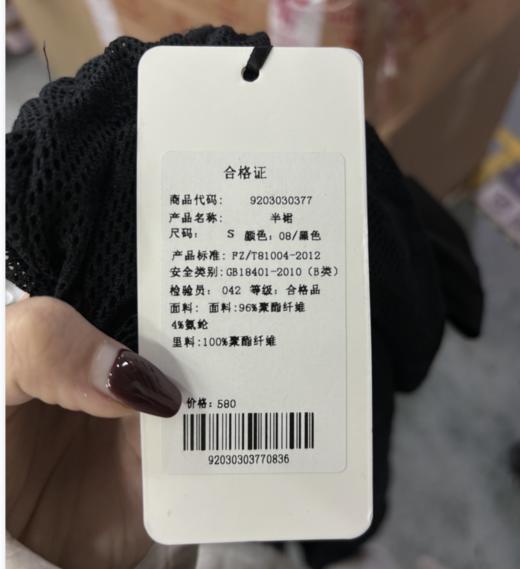 合格证
商品代码: 9203030377
产品名称: 半裙
尺码: S 颜色: 08/黑色
产品标准: FZ/T81004-2012
安全类别:GB18401-2010（B类）
检验员: 042 等级: 合格品
面料: 面料:96%聚酯纤维
4%氨纶
里料:100%聚酯纤维
价格: 580
92030303770836